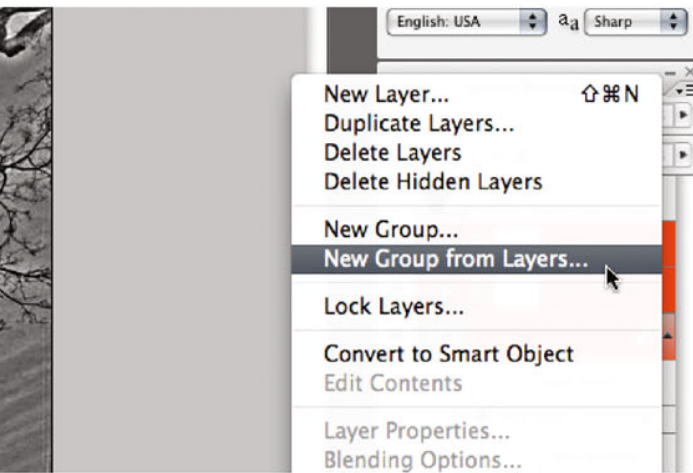 English: USA
aa
Sharp
New Layer... ⇧⌘N
Duplicate Layers...
Delete Layers
Delete Hidden Layers
New Group...
New Group from Layers...
Lock Layers...
Convert to Smart Object
Edit Contents
Layer Properties...
Blending Options...